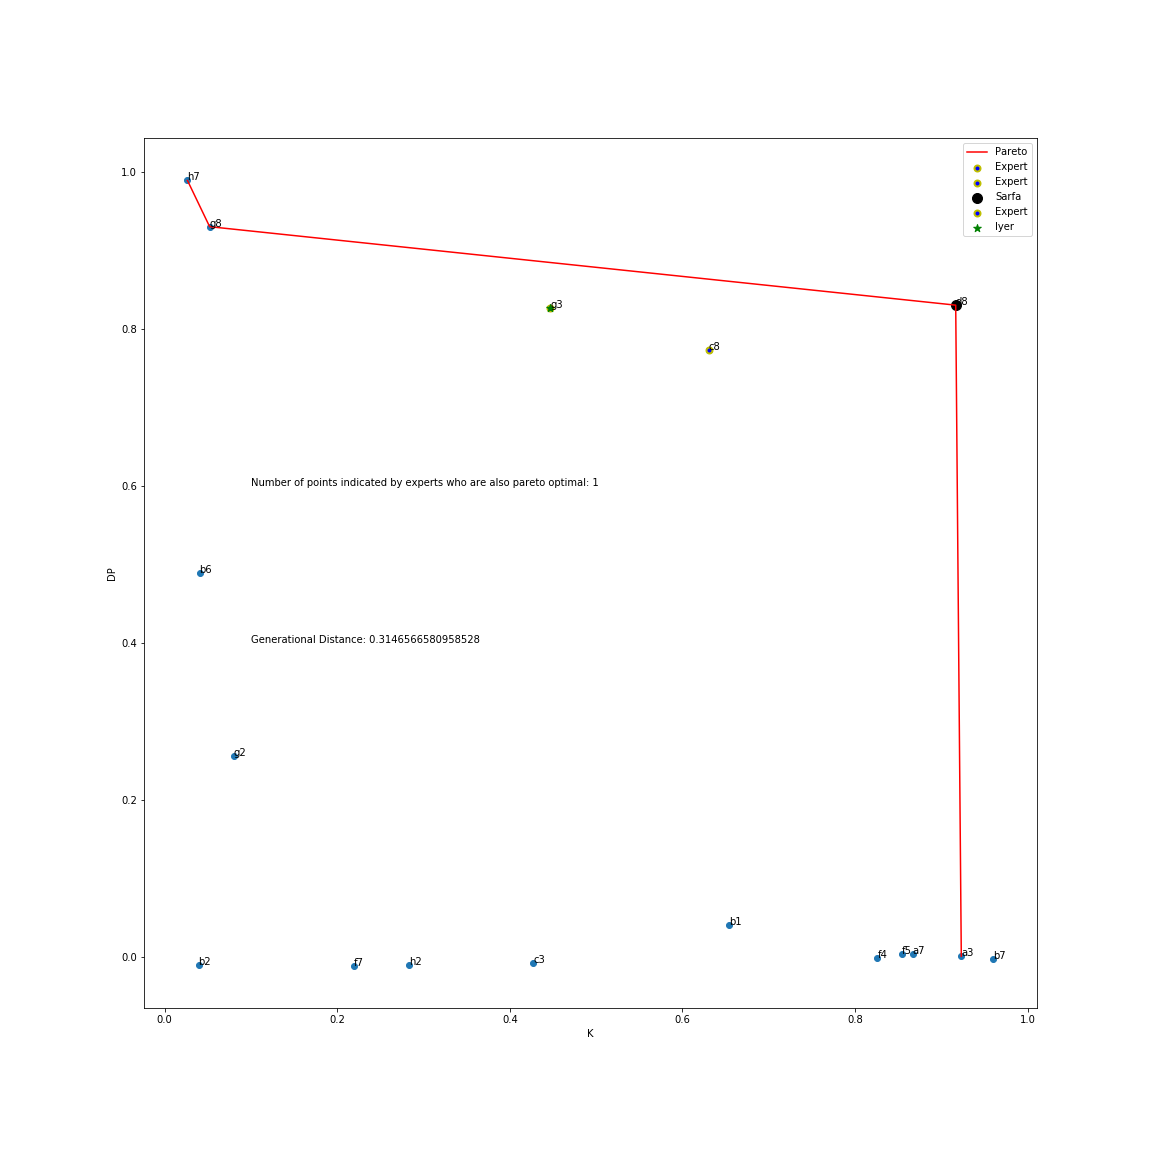 Pareto
Expert
Expert
Sarfa
Expert
Iyer
1.0
h7
g8
d8
g3
0.8
c8
Number of points indicated by experts who are also pareto optimal: 1
0.6
DP
b6
Generational Distance: 0.3146566580958528
0.4
g2
0.2
b1
0.0
b2
f7
h2
c3
f4
f5
a7
a3
b7
0.0 0.2 0.4 0.6 0.8 1.0
K